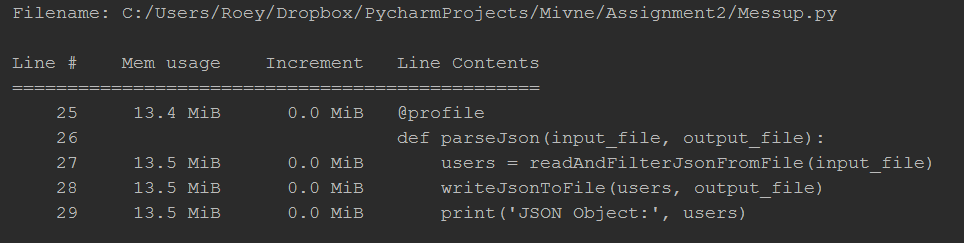 Filename: C:/Users/Roey/Dropbox/PycharmProjects/Mivne/Assignment2/Messup.py
Line #    Mem usage    Increment   Line Contents
================================================
    25     13.4 MiB      0.0 MiB   @profile
    26                             def parseJson(input_file, output_file):
    27     13.5 MiB      0.0 MiB       users = readAndFilterJsonFromFile(input_file)
    28     13.5 MiB      0.0 MiB       writeJsonToFile(users, output_file)
    29     13.5 MiB      0.0 MiB       print('JSON Object:', users)